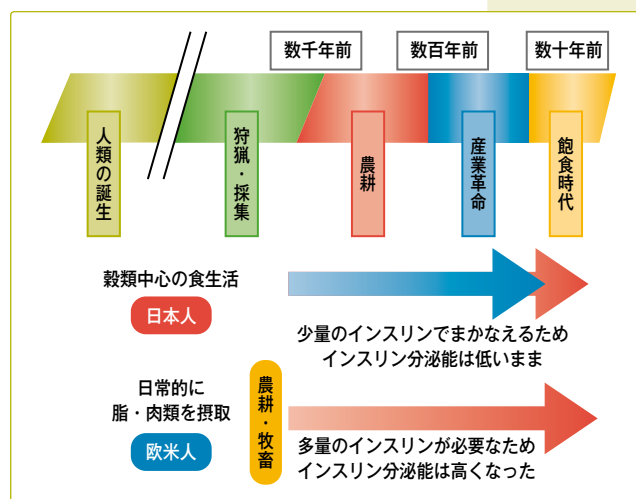 数千年前
数百年前
数十年前
人類の誕生
狩猟・採集
農耕
産業革命
飽食時代
穀類中心の食生活
日本人
少量のインスリンでまかなえるため
インスリン分泌能は低いまま
日常的に
脂・肉類を摂取
欧米人
農耕・牧畜
多量のインスリンが必要なため
インスリン分泌能は高くなった